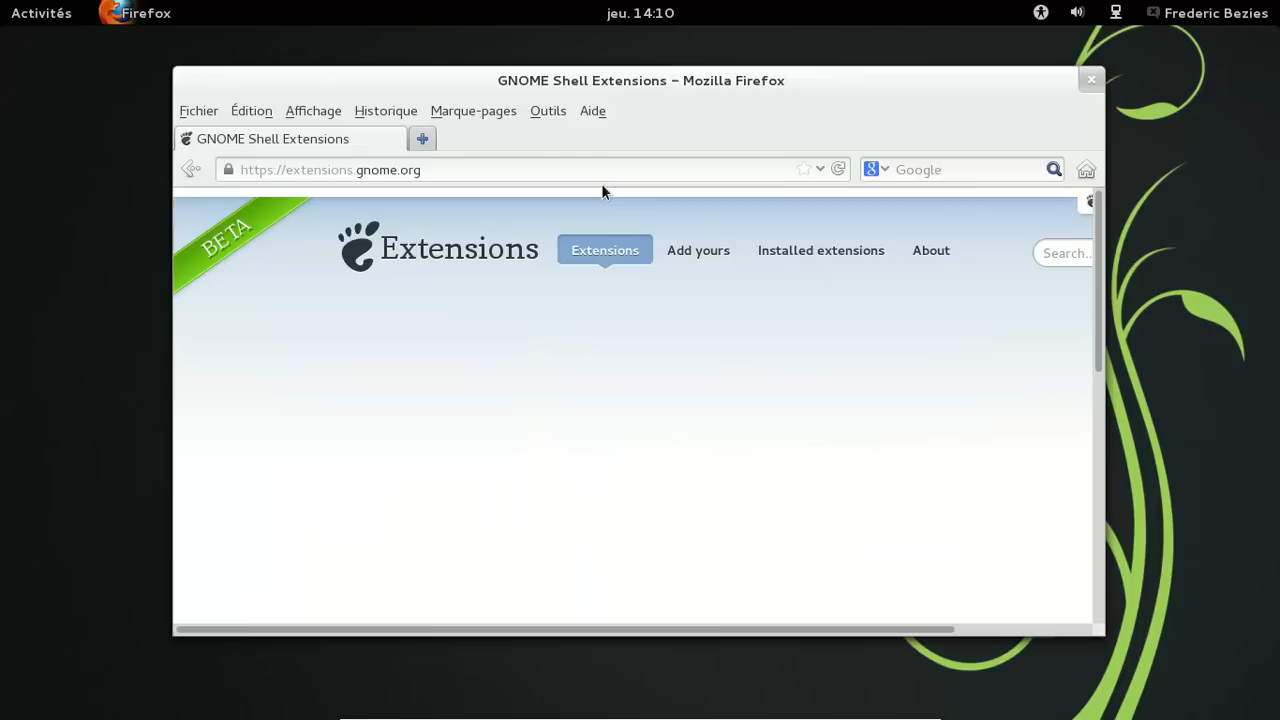 Activités Firefox jeu. 14:10 Frederic Bezies
GNOME Shell Extensions – Mozilla Firefox
Fichier Édition Affichage Historique Marque-pages Outils Aide
GNOME Shell Extensions
https://extensions.gnome.org Google
BETA
Extensions Extensions Add yours Installed extensions About Search..